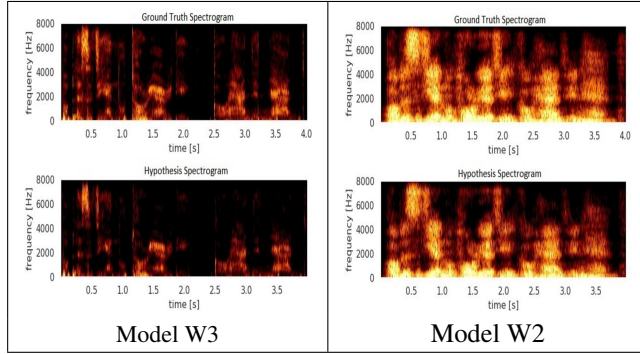 Ground Truth Spectrogram
frequency [Hz]
8000
6000
4000
2000
0
0.5 1.0 1.5 2.0 2.5 3.0 3.5 4.0
time [s]
Hypothesis Spectrogram
frequency [Hz]
8000
6000
4000
2000
0
0.5 1.0 1.5 2.0 2.5 3.0 3.5
time [s]
Model W3
Ground Truth Spectrogram
frequency [Hz]
8000
6000
4000
2000
0
0.5 1.0 1.5 2.0 2.5 3.0 3.5 4.0
time [s]
Hypothesis Spectrogram
frequency [Hz]
8000
6000
4000
2000
0
0.5 1.0 1.5 2.0 2.5 3.0 3.5
time [s]
Model W2